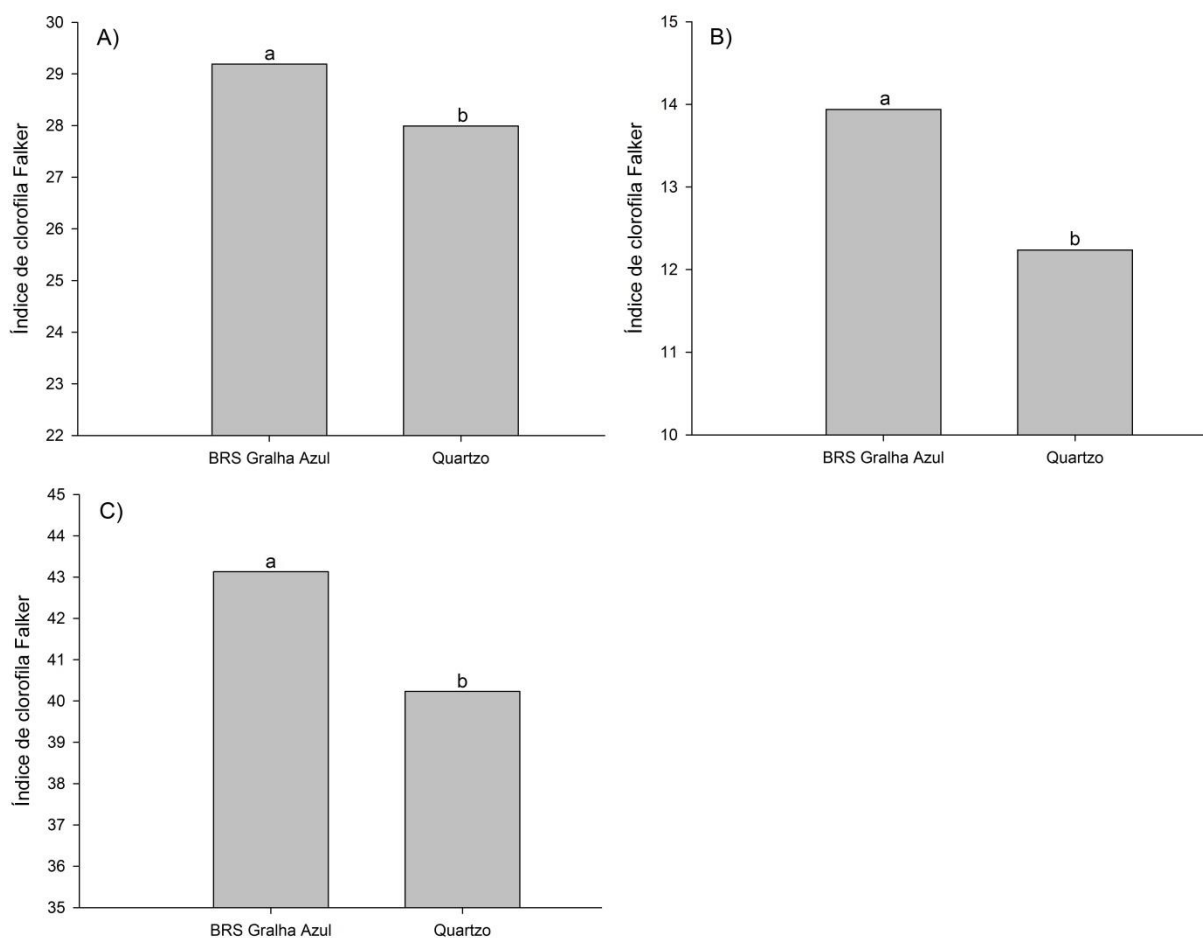 A)
Índice de clorofila Falker
30
29
28
27
26
25
24
23
22
a
b
BRS Gralha Azul
Quartzo
B)
Índice de clorofila Falker
15
14
13
12
11
10
a
b
BRS Gralha Azul
Quartzo
C)
Índice de clorofila Falker
45
44
43
42
41
40
39
38
37
36
35
a
b
BRS Gralha Azul
Quartzo